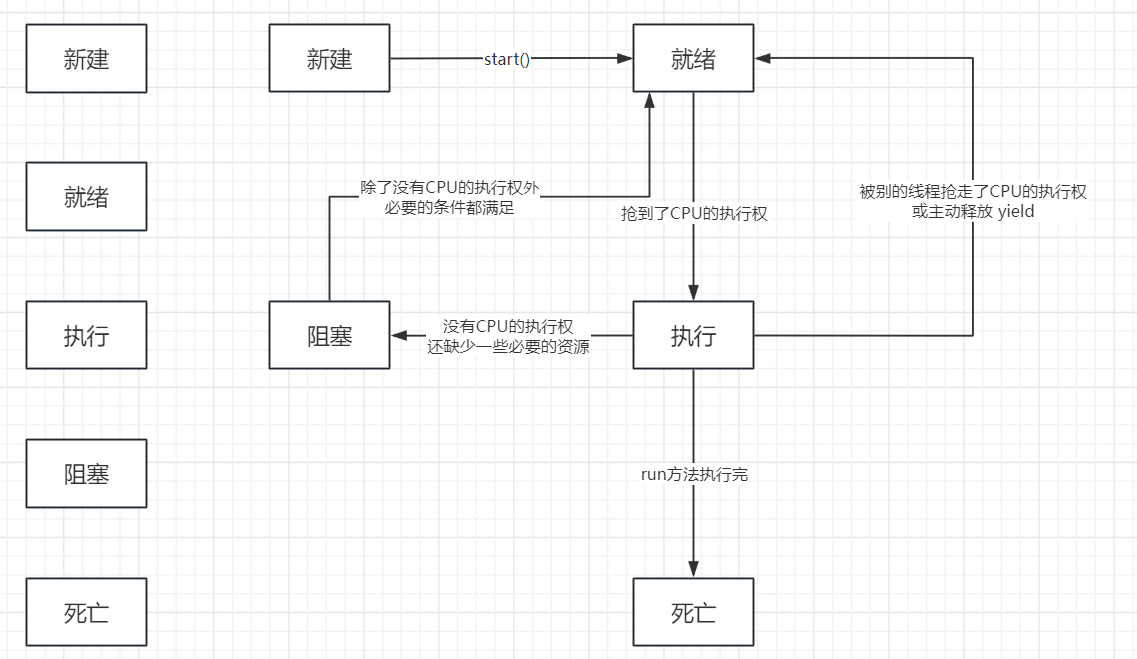 新建
就绪
执行
阻塞
死亡
新建
start()
就绪
除了没有CPU的执行权外
必要的条件都满足
抢到了CPU的执行权
被别的线程抢走了CPU的执行权
或主动释放 yield
阻塞
没有CPU的执行权
还缺少一些必要的资源
执行
run方法执行完
死亡